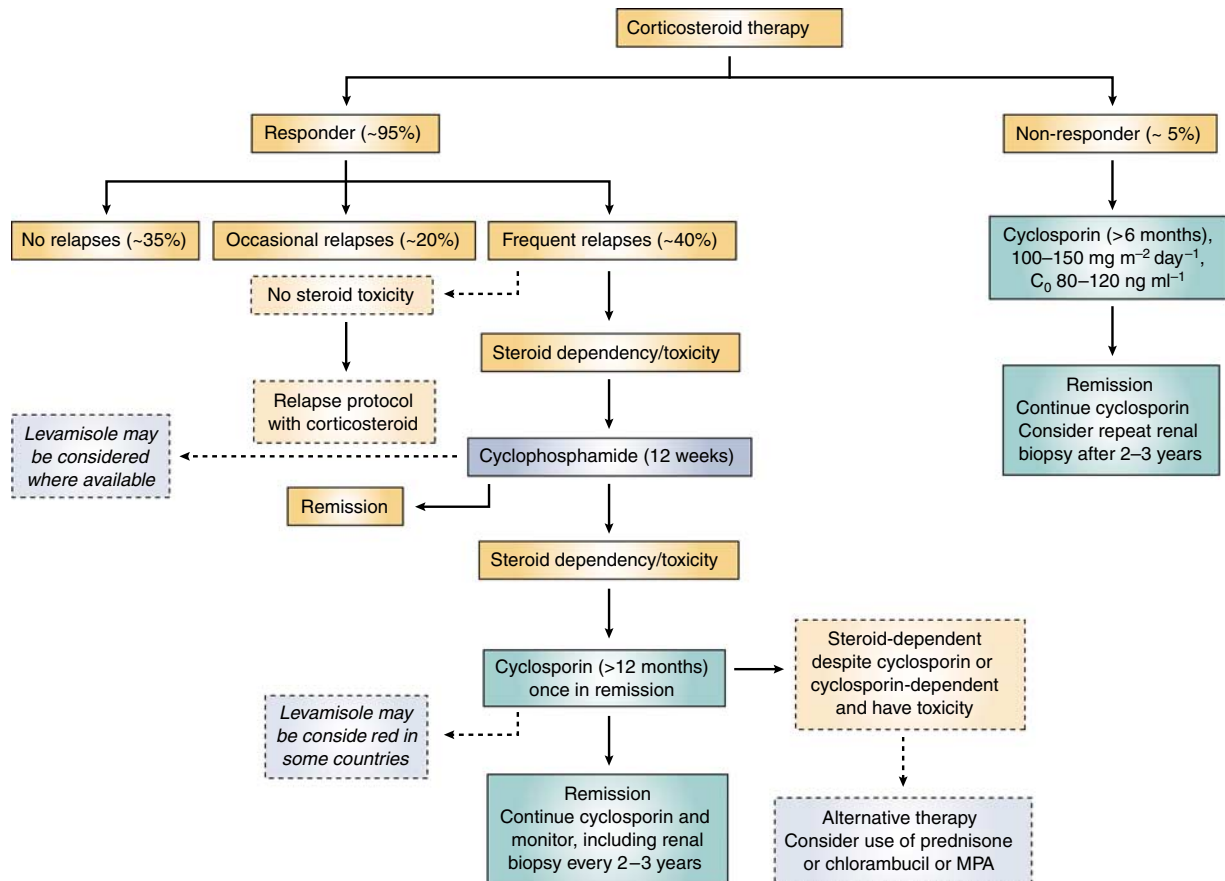 Corticosteroid therapy
Responder (~95%)
Non-responder (~ 5%)
No relapses (~35%)
Occasional relapses (~20%)
Frequent relapses (~40%)
Cyclosporin (>6 months),
100–150 mg m⁻² day⁻¹,
C₀ 80–120 ng ml⁻¹
No steroid toxicity
Steroid dependency/toxicity
Relapse protocol
with corticosteroid
Remission
Continue cyclosporin
Consider repeat renal
biopsy after 2–3 years
Levamisole may
be considered
where available
Cyclophosphamide (12 weeks)
Remission
Steroid dependency/toxicity
Cyclosporin (>12 months)
once in remission
Steroid-dependent
despite cyclosporin or
cyclosporin-dependent
and have toxicity
Levamisole may
be conside red in
some countries
Remission
Continue cyclosporin and
monitor, including renal
biopsy every 2–3 years
Alternative therapy
Consider use of prednisone
or chlorambucil or MPA